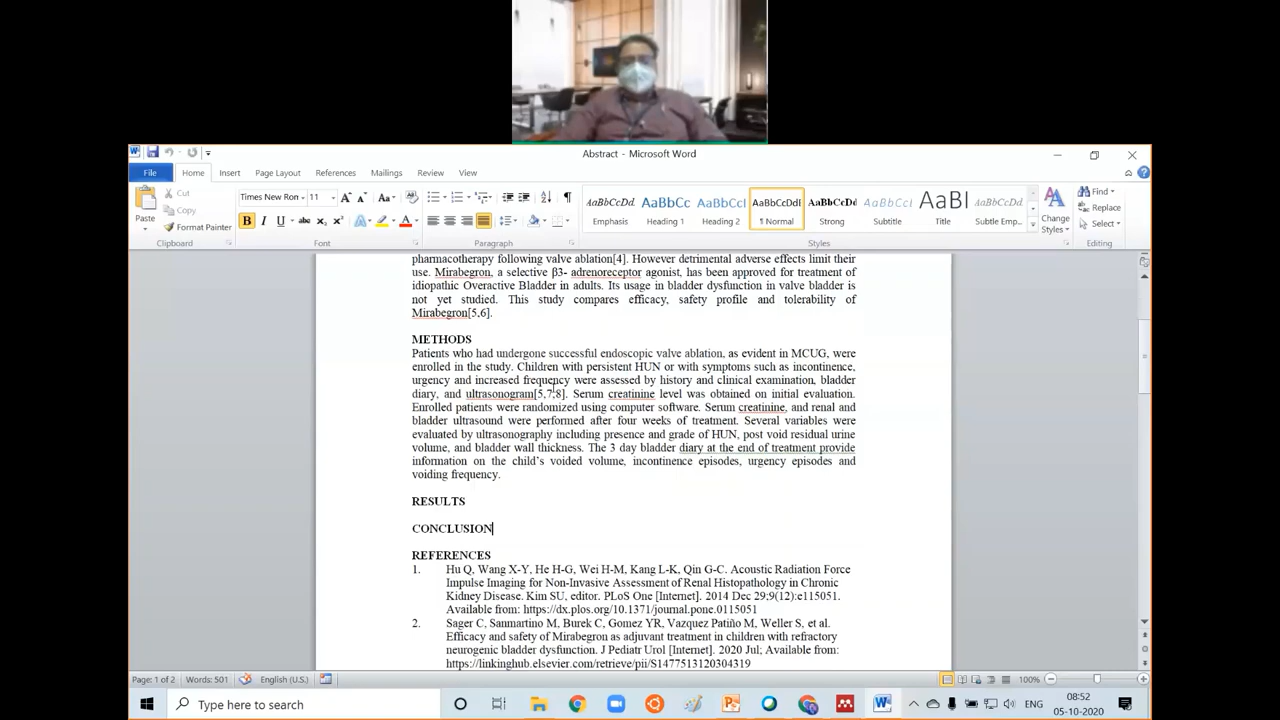 Abstract - Microsoft Word
File Home Insert Page Layout References Mailings Review View
Paste
Cut
Copy
Format Painter
Clipboard
Times New Ron 11
Font
Paragraph
AaBbCcDd. AaBbCc AaBbCcI AaBbCcDdI AaBbCcDd AaBbCcI AaBl AaBbCcDd
Emphasis Heading 1 Heading 2 ¶ Normal Strong Subtitle Title Subtle Emp...
Styles
Change
Styles
Find
Replace
Select
Editing
pharmacotherapy following valve ablation[4]. However detrimental adverse effects limit their
use. Mirabegron, a selective β3- adrenoreceptor agonist, has been approved for treatment of
idiopathic Overactive Bladder in adults. Its usage in bladder dysfunction in valve bladder is
not yet studied. This study compares efficacy, safety profile and tolerability of
Mirabegron[5,6].
METHODS
Patients who had undergone successful endoscopic valve ablation, as evident in MCUG, were
enrolled in the study. Children with persistent HUN or with symptoms such as incontinence,
urgency and increased frequency were assessed by history and clinical examination, bladder
diary, and ultrasonogram[5,7,8]. Serum creatinine level was obtained on initial evaluation.
Enrolled patients were randomized using computer software. Serum creatinine, and renal and
bladder ultrasound were performed after four weeks of treatment. Several variables were
evaluated by ultrasonography including presence and grade of HUN, post void residual urine
volume, and bladder wall thickness. The 3 day bladder diary at the end of treatment provide
information on the child's voided volume, incontinence episodes, urgency episodes and
voiding frequency.
RESULTS
CONCLUSION
REFERENCES
1. Hu Q, Wang X-Y, He H-G, Wei H-M, Kang L-K, Qin G-C. Acoustic Radiation Force
Impulse Imaging for Non-Invasive Assessment of Renal Histopathology in Chronic
Kidney Disease. Kim SU, editor. PLoS One [Internet]. 2014 Dec 29;9(12):e115051.
Available from: https://dx.plos.org/10.1371/journal.pone.0115051
2. Sager C, Sanmartino M, Burek C, Gomez YR, Vazquez Patiño M, Weller S, et al.
Efficacy and safety of Mirabegron as adjuvant treatment in children with refractory
neurogenic bladder dysfunction. J Pediatr Urol [Internet]. 2020 Jul; Available from:
https://linkinghub.elsevier.com/retrieve/pii/S1477513120304319
Page: 1 of 2 Words: 501 English (U.S.) 100%
Type here to search
ENG
08:52
05-10-2020